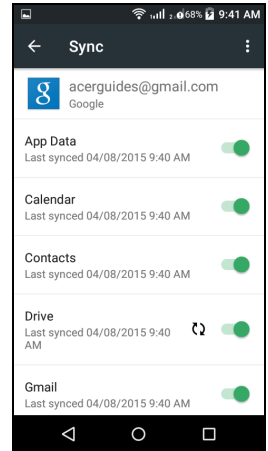 68% 9:41 AM
Sync
8
acerguides@gmail.com
Google
App Data
Last synced 04/08/2015 9:40 AM
Calendar
Last synced 04/08/2015 9:40 AM
Contacts
Last synced 04/08/2015 9:40 AM
Drive
Last synced 04/08/2015 9:40
AM
Gmail
Last synced 04/08/2015 9:40 AM